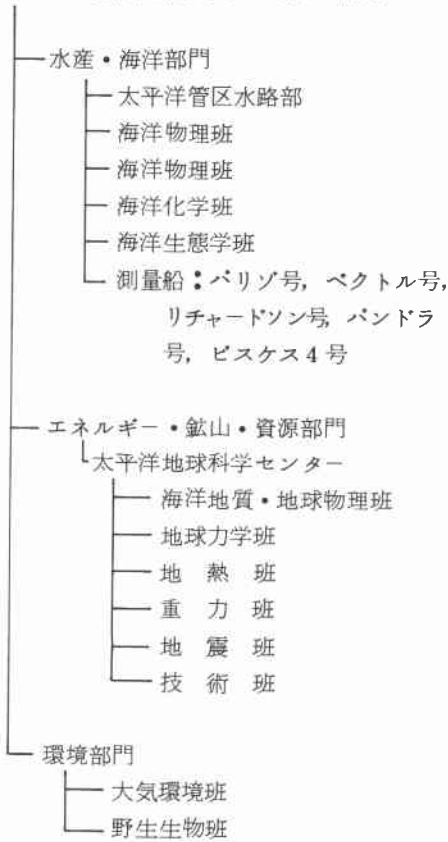 水産・海洋部門
太平洋管区水路部
海洋物理班
海洋物理班
海洋化学班
海洋生態学班
測量船:パリゾ号, ベクトル号,
リチャードソン号, パンドラ
号, ピスケス4号
エネルギー・鉱山・資源部門
太平洋地球科学センター
海洋地質・地球物理班
地球力学班
地熱班
重力班
地震班
技術班
環境部門
大気環境班
野生生物班